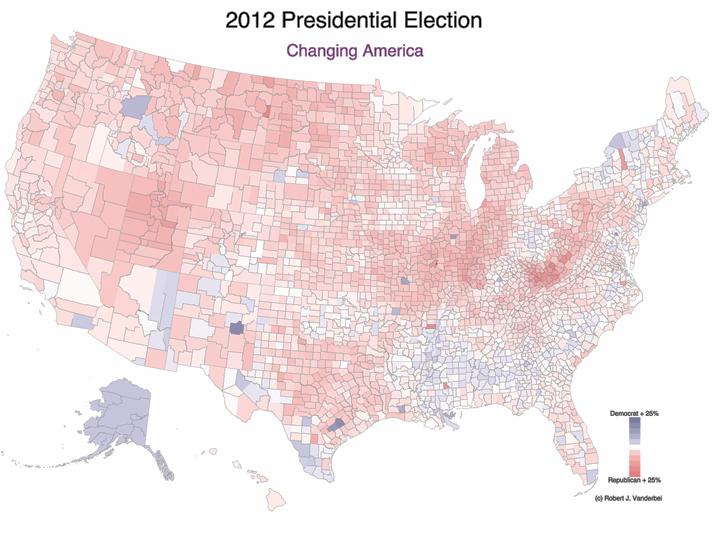 2012 Presidential Election
Changing America
Democrat + 25%
Republican + 25%
(c) Robert J. Vanderbei